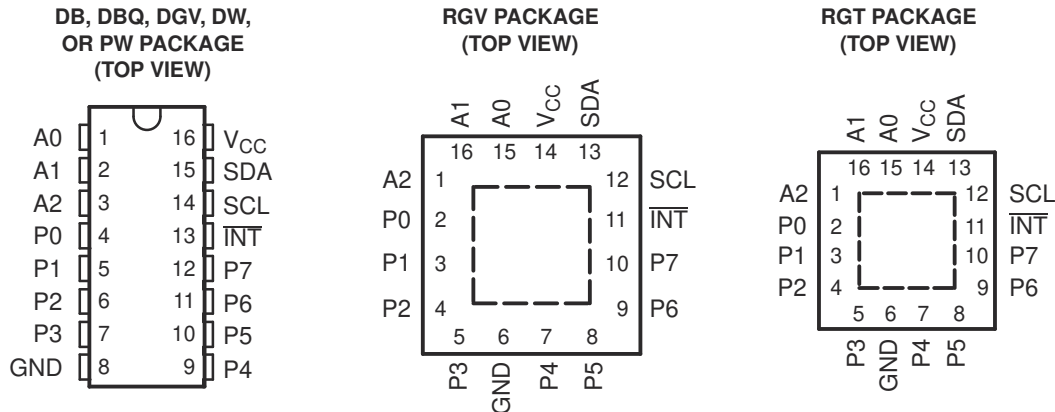 DB, DBQ, DGV, DW,
OR PW PACKAGE
(TOP VIEW)
A0 1 16 VCC
A1 2 15 SDA
A2 3 14 SCL
P0 4 13 INT
P1 5 12 P7
P2 6 11 P6
P3 7 10 P5
GND 8 9 P4
RGV PACKAGE
(TOP VIEW)
A1 A0 VCC SDA
16 15 14 13
A2 1 12 SCL
P0 2 11 INT
P1 3 10 P7
P2 4 9 P6
5 6 7 8
P3 GND P4 P5
RGT PACKAGE
(TOP VIEW)
A1 A0 VCC SDA
16 15 14 13
A2 1 12 SCL
P0 2 11 INT
P1 3 10 P7
P2 4 9 P6
5 6 7 8
P3 GND P4 P5